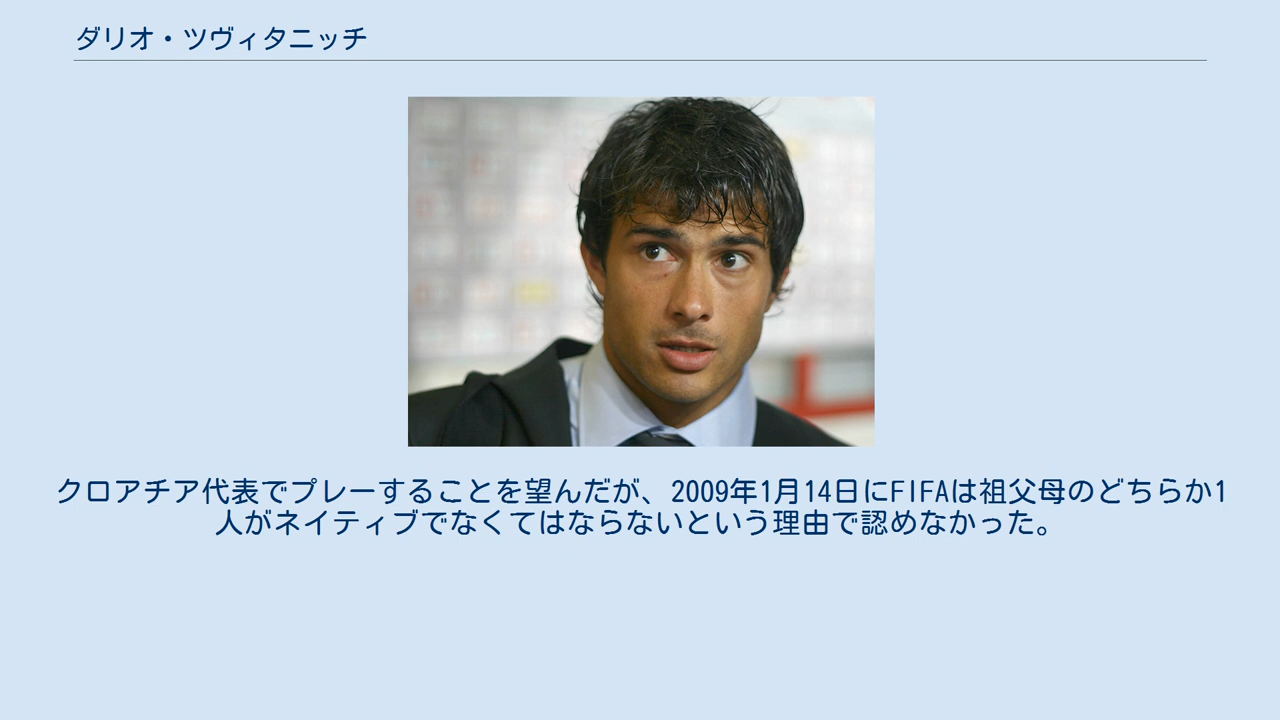 ダリオ・ツヴィタニッチ
クロアチア代表でプレーすることを望んだが、2009年1月14日にFIFAは祖父母のどちらか1
人がネイティブでなくてはならないという理由で認めなかった。